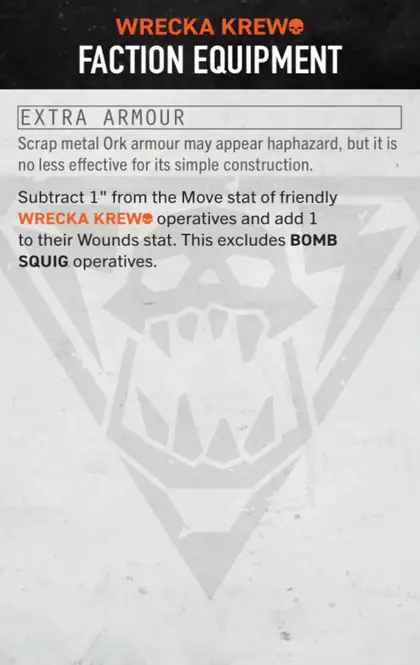 WRECKA KREW
FACTION EQUIPMENT
EXTRA ARMOUR
Scrap metal Ork armour may appear haphazard, but it is
no less effective for its simple construction.
Subtract 1" from the Move stat of friendly
WRECKA KREW operatives and add 1
to their Wounds stat. This excludes BOMB
SQUIG operatives.